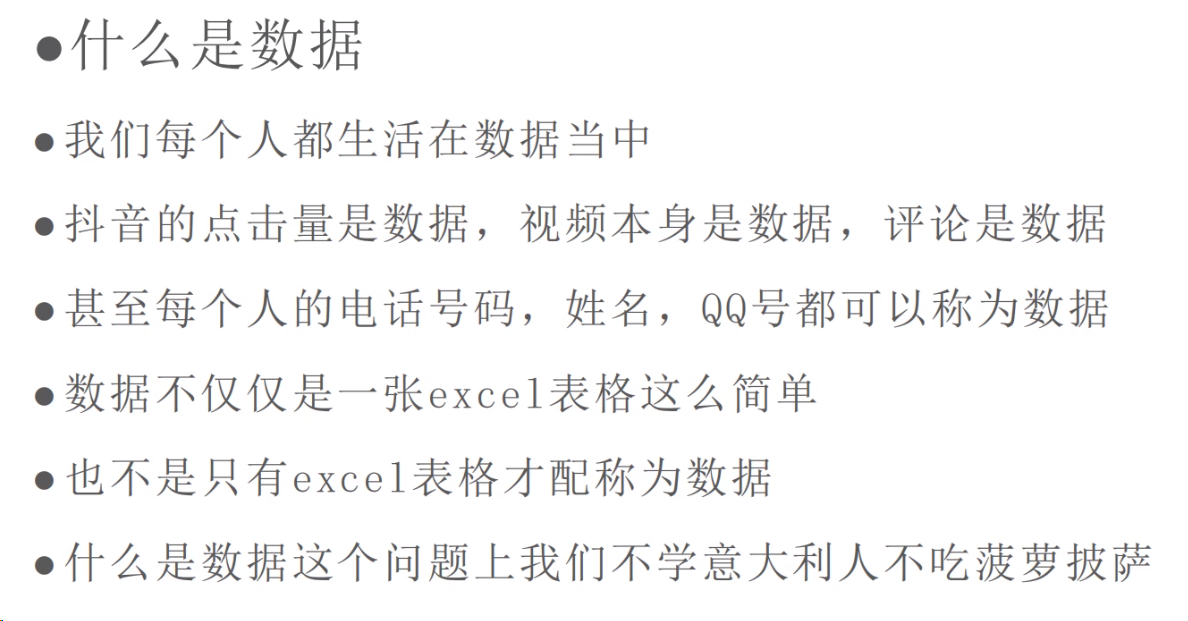 ●什么是数据
●我们每个人都生活在数据当中
●抖音的点击量是数据，视频本身是数据，评论是数据
●甚至每个人的电话号码，姓名，QQ号都可以称为数据
●数据不仅仅是一张excel表格这么简单
●也不是只有excel表格才配称为数据
●什么是数据这个问题上我们不学意大利人不吃菠萝披萨